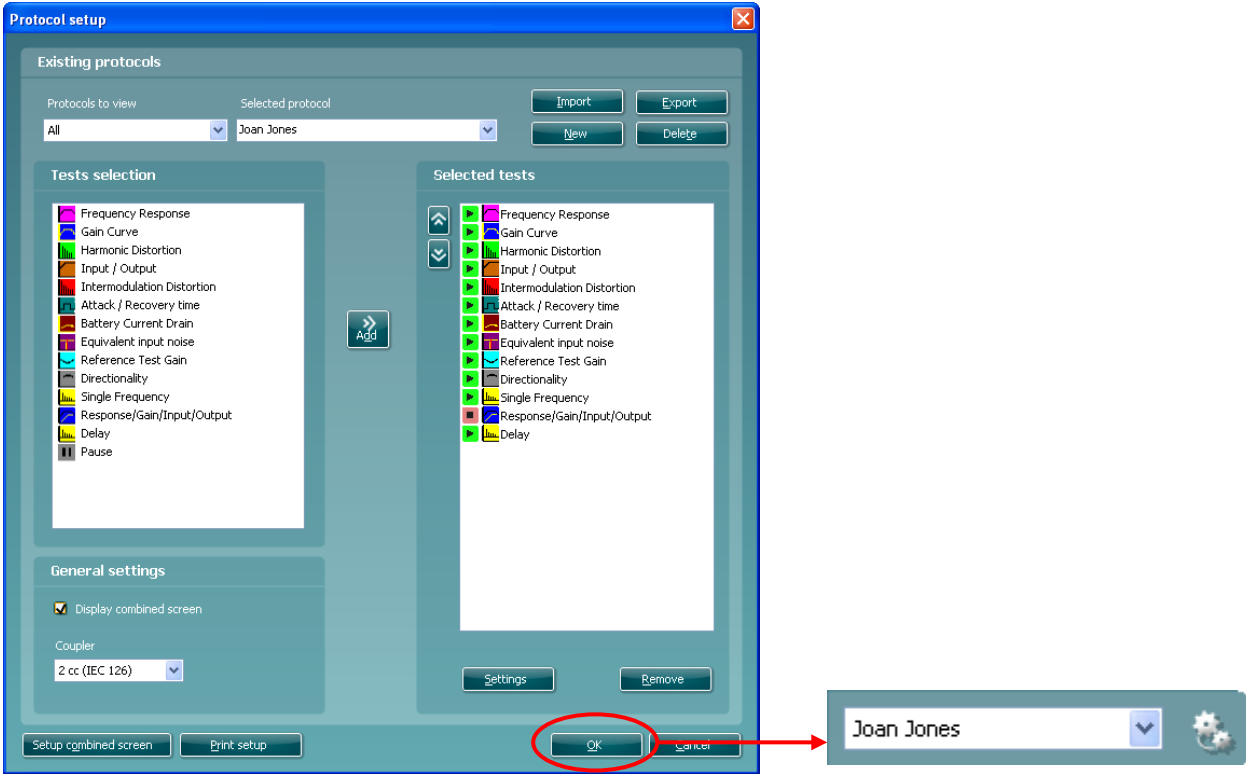 Protocol setup
Existing protocols
Protocols to view
Selected protocol
Import
Export
All
Joan Jones
New
Delete
Tests selection
Frequency Response
Gain Curve
Harmonic Distortion
Input / Output
Intermodulation Distortion
Attack / Recovery time
Battery Current Drain
Equivalent input noise
Reference Test Gain
Directionality
Single Frequency
Response/Gain/Input/Output
Delay
Pause
Add
Selected tests
Frequency Response
Gain Curve
Harmonic Distortion
Input / Output
Intermodulation Distortion
Attack / Recovery time
Battery Current Drain
Equivalent input noise
Reference Test Gain
Directionality
Single Frequency
Response/Gain/Input/Output
Delay
General settings
Display combined screen
Coupler
2 cc (IEC 126)
Settings
Remove
Setup combined screen
Print setup
OK
Cancel
Joan Jones